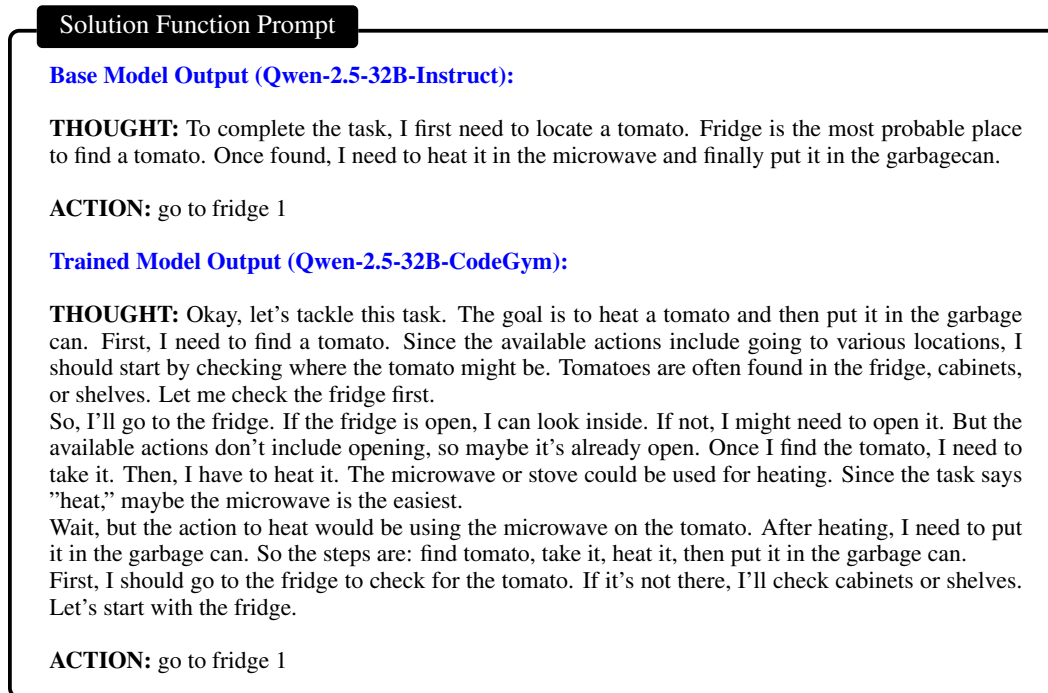 Solution Function Prompt
Base Model Output (Qwen-2.5-32B-Instruct):
THOUGHT: To complete the task, I first need to locate a tomato. Fridge is the most probable place
to find a tomato. Once found, I need to heat it in the microwave and finally put it in the garbagecan.
ACTION: go to fridge 1
Trained Model Output (Qwen-2.5-32B-CodeGym):
THOUGHT: Okay, let's tackle this task. The goal is to heat a tomato and then put it in the garbage
can. First, I need to find a tomato. Since the available actions include going to various locations, I
should start by checking where the tomato might be. Tomatoes are often found in the fridge, cabinets,
or shelves. Let me check the fridge first.
So, I'll go to the fridge. If the fridge is open, I can look inside. If not, I might need to open it. But the
available actions don't include opening, so maybe it's already open. Once I find the tomato, I need to
take it. Then, I have to heat it. The microwave or stove could be used for heating. Since the task says
"heat," maybe the microwave is the easiest.
Wait, but the action to heat would be using the microwave on the tomato. After heating, I need to put
it in the garbage can. So the steps are: find tomato, take it, heat it, then put it in the garbage can.
First, I should go to the fridge to check for the tomato. If it's not there, I'll check cabinets or shelves.
Let's start with the fridge.
ACTION: go to fridge 1